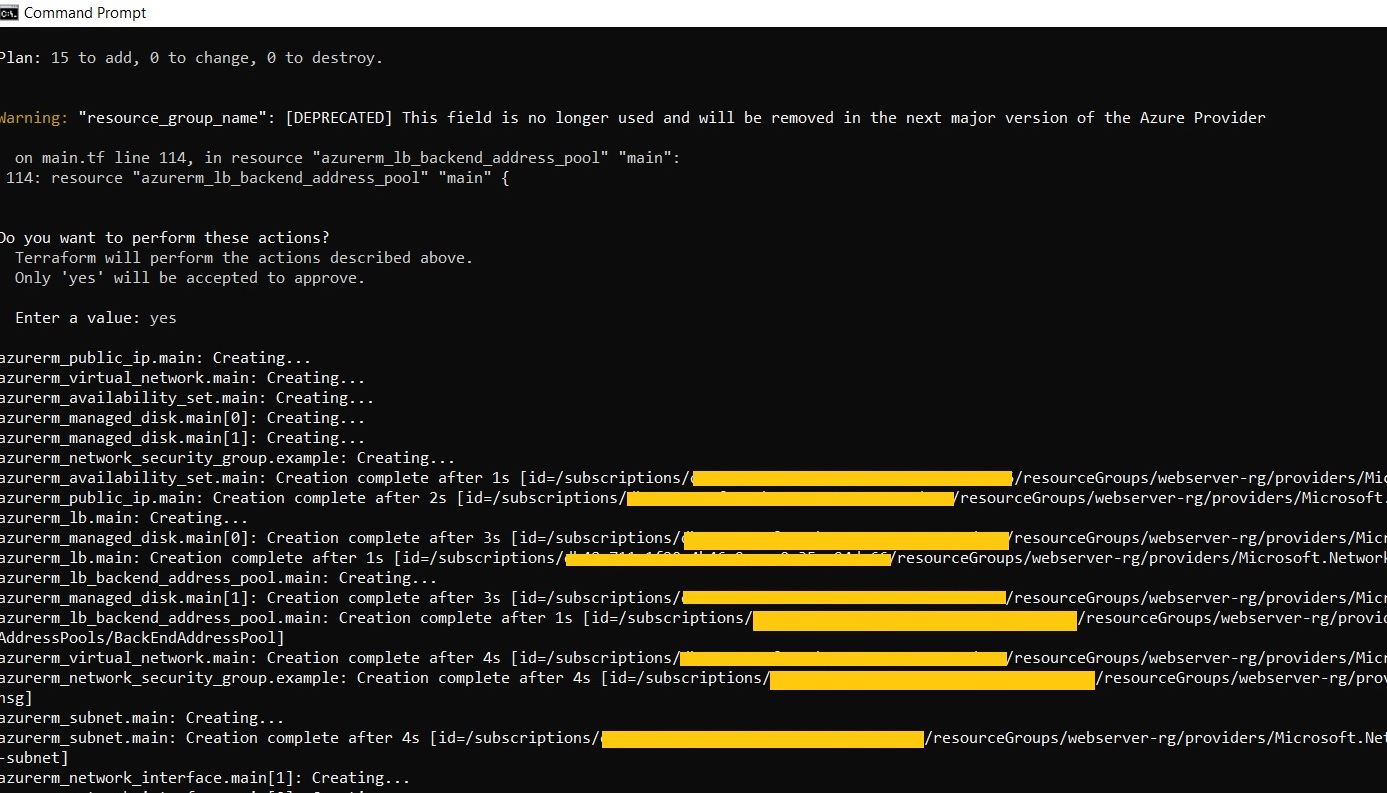 Command Prompt
Plan: 15 to add, 0 to change, 0 to destroy.
Warning: "resource_group_name": [DEPRECATED] This field is no longer used and will be removed in the next major version of the Azure Provider
on main.tf line 114, in resource "azurerm_lb_backend_address_pool" "main":
114: resource "azurerm_lb_backend_address_pool" "main" {
Do you want to perform these actions?
Terraform will perform the actions described above.
Only 'yes' will be accepted to approve.
Enter a value: yes
azurerm_public_ip.main: Creating...
azurerm_virtual_network.main: Creating...
azurerm_availability_set.main: Creating...
azurerm_managed_disk.main[0]: Creating...
azurerm_managed_disk.main[1]: Creating...
azurerm_network_security_group.example: Creating...
azurerm_availability_set.main: Creation complete after 1s [id=/subscriptions/ /resourceGroups/webserver-rg/providers/Mic
azurerm_public_ip.main: Creation complete after 2s [id=/subscriptions/ /resourceGroups/webserver-rg/providers/Microsoft.
azurerm_lb.main: Creating...
azurerm_managed_disk.main[0]: Creation complete after 3s [id=/subscriptions/ /resourceGroups/webserver-rg/providers/Micr
azurerm_lb.main: Creation complete after 1s [id=/subscriptions/ /resourceGroups/webserver-rg/providers/Microsoft.Network
azurerm_lb_backend_address_pool.main: Creating...
azurerm_managed_disk.main[1]: Creation complete after 3s [id=/subscriptions/ /resourceGroups/webserver-rg/providers/Micr
azurerm_lb_backend_address_pool.main: Creation complete after 1s [id=/subscriptions/ /resourceGroups/webserver-rg/provid
AddressPools/BackEndAddressPool]
azurerm_virtual_network.main: Creation complete after 4s [id=/subscriptions/ /resourceGroups/webserver-rg/providers/Micr
azurerm_network_security_group.example: Creation complete after 4s [id=/subscriptions/ /resourceGroups/webserver-rg/prov
nsg]
azurerm_subnet.main: Creating...
azurerm_subnet.main: Creation complete after 4s [id=/subscriptions/ /resourceGroups/webserver-rg/providers/Microsoft.Net
-subnet]
azurerm_network_interface.main[1]: Creating...